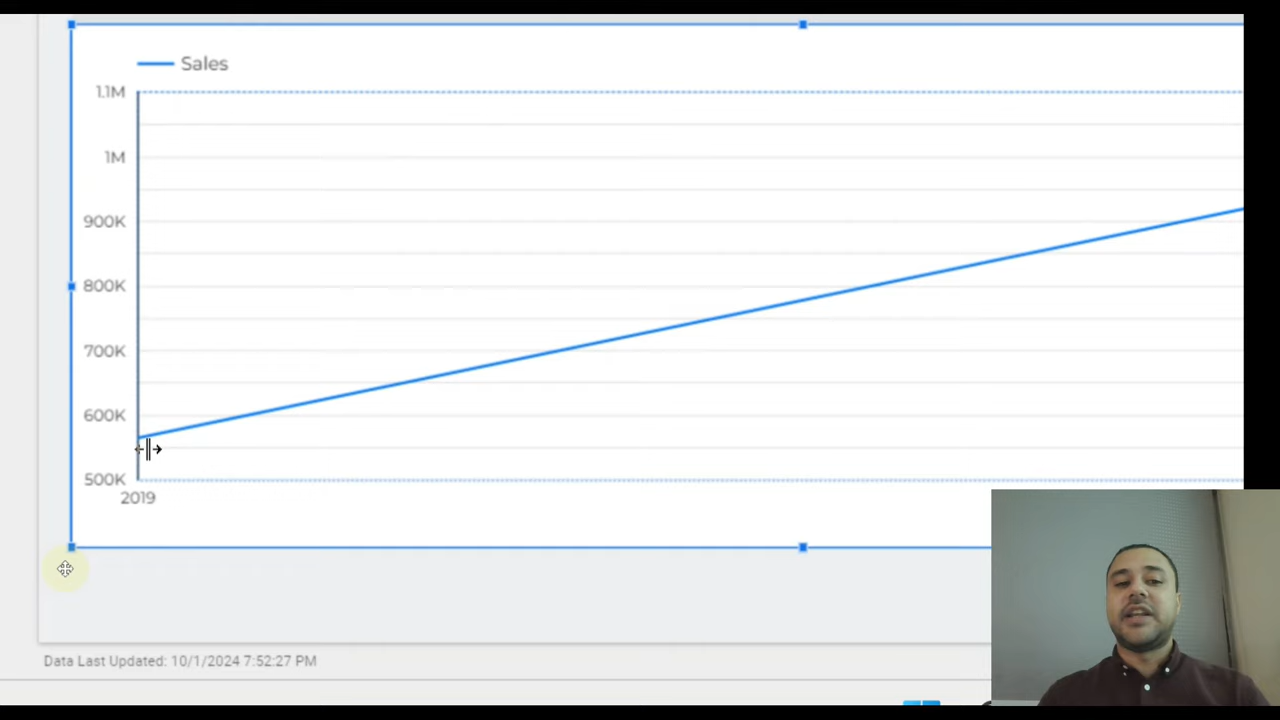 Sales
1.1M
1M
900K
800K
700K
600K
500K
2019
Data Last Updated: 10/1/2024 7:52:27 PM